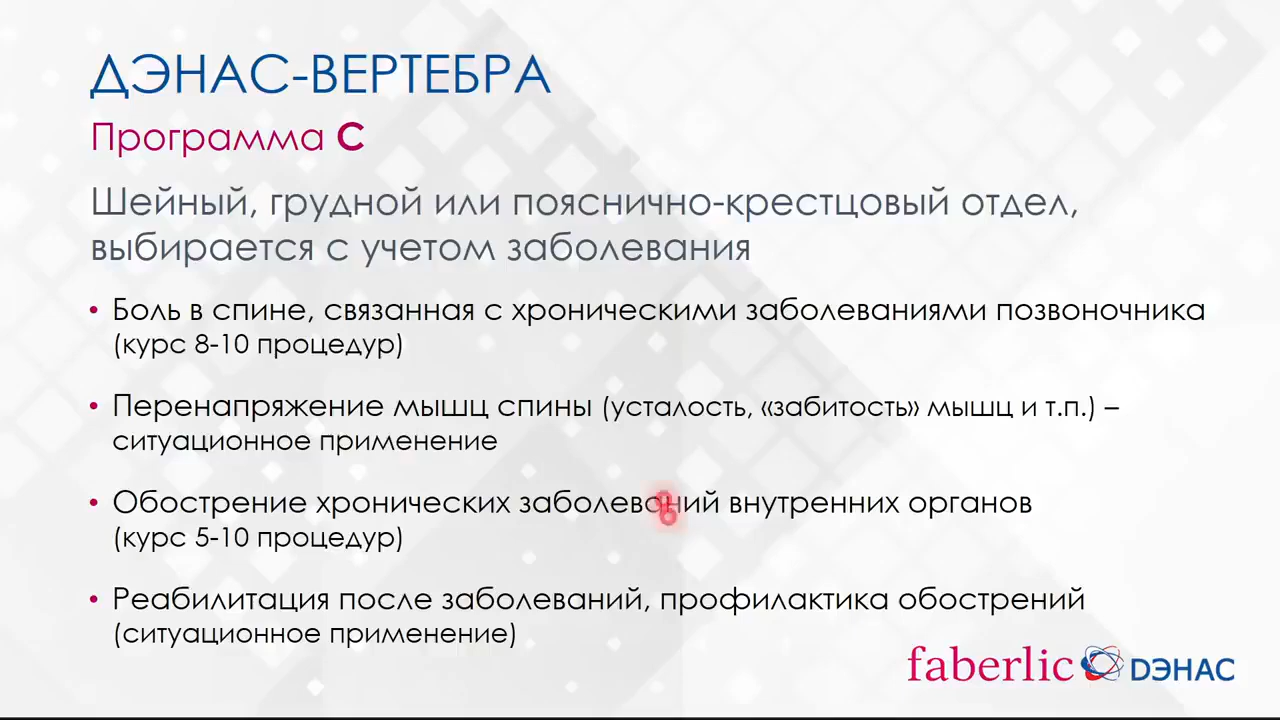 ДЭНАС-ВЕРТЕБРА
Программа С
Шейный, грудной или пояснично-крестцовый отдел,
выбирается с учетом заболевания
• Боль в спине, связанная с хроническими заболеваниями позвоночника
(курс 8-10 процедур)
• Перенапряжение мышц спины (усталость, «забитость» мышц и т.п.) –
ситуационное применение
• Обострение хронических заболеваний внутренних органов
(курс 5-10 процедур)
• Реабилитация после заболеваний, профилактика обострений
(ситуационное применение)
faberlic DЭНАС